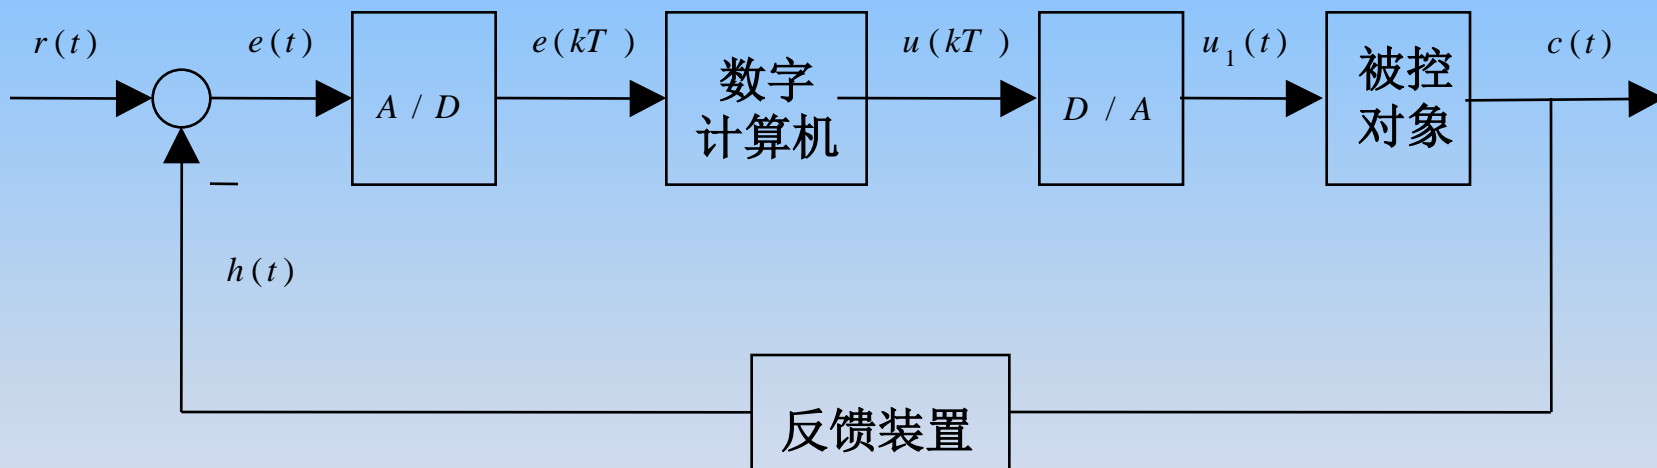 r(t)
e(t)
A / D
e(kT)
数字
计算机
u(kT)
D / A
u₁(t)
被控
对象
c(t)
—
h(t)
反馈装置